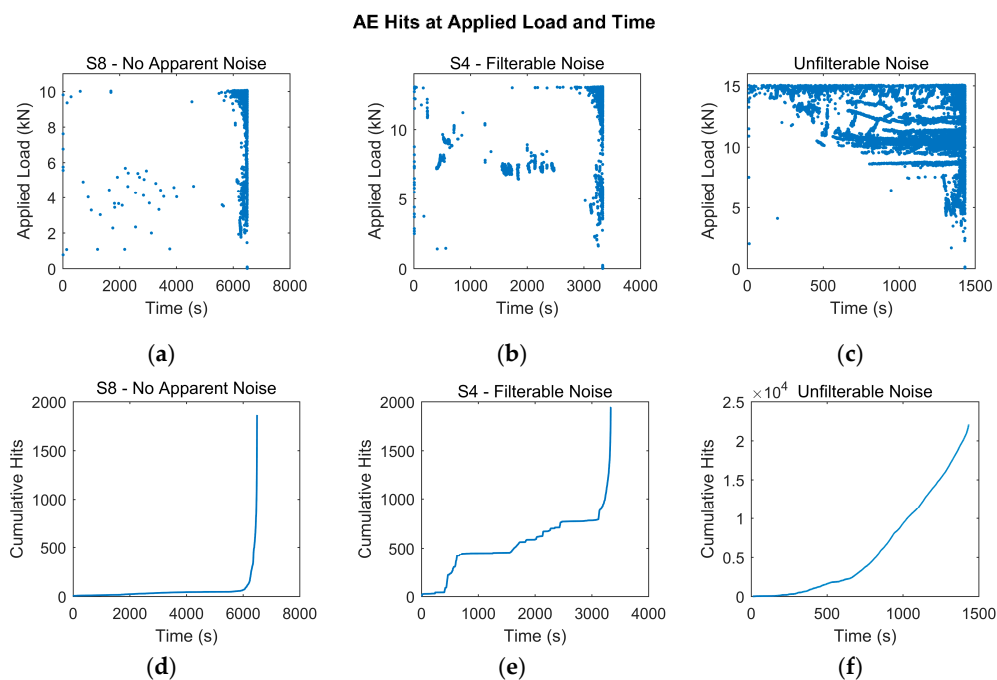 AE Hits at Applied Load and Time
S8 - No Apparent Noise
S4 - Filterable Noise
Unfilterable Noise
Applied Load (kN)
10
8
6
4
2
0
0
2000
4000
6000
8000
Time (s)
(a)
Applied Load (kN)
10
5
0
0
1000
2000
3000
4000
Time (s)
(b)
Applied Load (kN)
15
10
5
0
0
500
1000
1500
Time (s)
(c)
S8 - No Apparent Noise
S4 - Filterable Noise
Unfilterable Noise
Cumulative Hits
2000
1500
1000
500
0
0
2000
4000
6000
8000
Time (s)
(d)
Cumulative Hits
2000
1500
1000
500
0
0
1000
2000
3000
4000
Time (s)
(e)
×10^4
Cumulative Hits
2.5
2
1.5
1
0.5
0
0
500
1000
1500
Time (s)
(f)